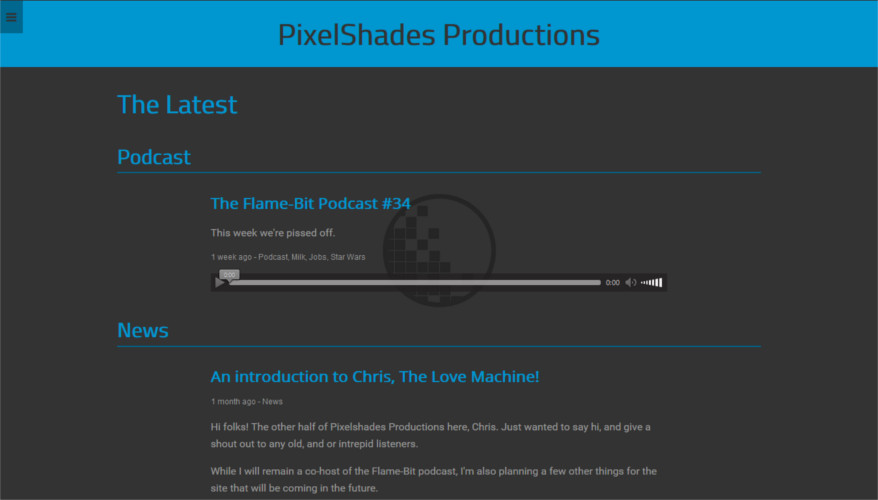 PixelShades Productions
The Latest
Podcast
The Flame-Bit Podcast #34
This week we're pissed off.
1 week ago - Podcast, Milk, Jobs, Star Wars
0:00
0:00
News
An introduction to Chris, The Love Machine!
1 month ago - News
Hi folks! The other half of Pixelshades Productions here, Chris. Just wanted to say hi, and give a
shout out to any old, and or intrepid listeners.
While I will remain a co-host of the Flame-Bit podcast, I'm also planning a few other things for the
site that will be coming in the future.